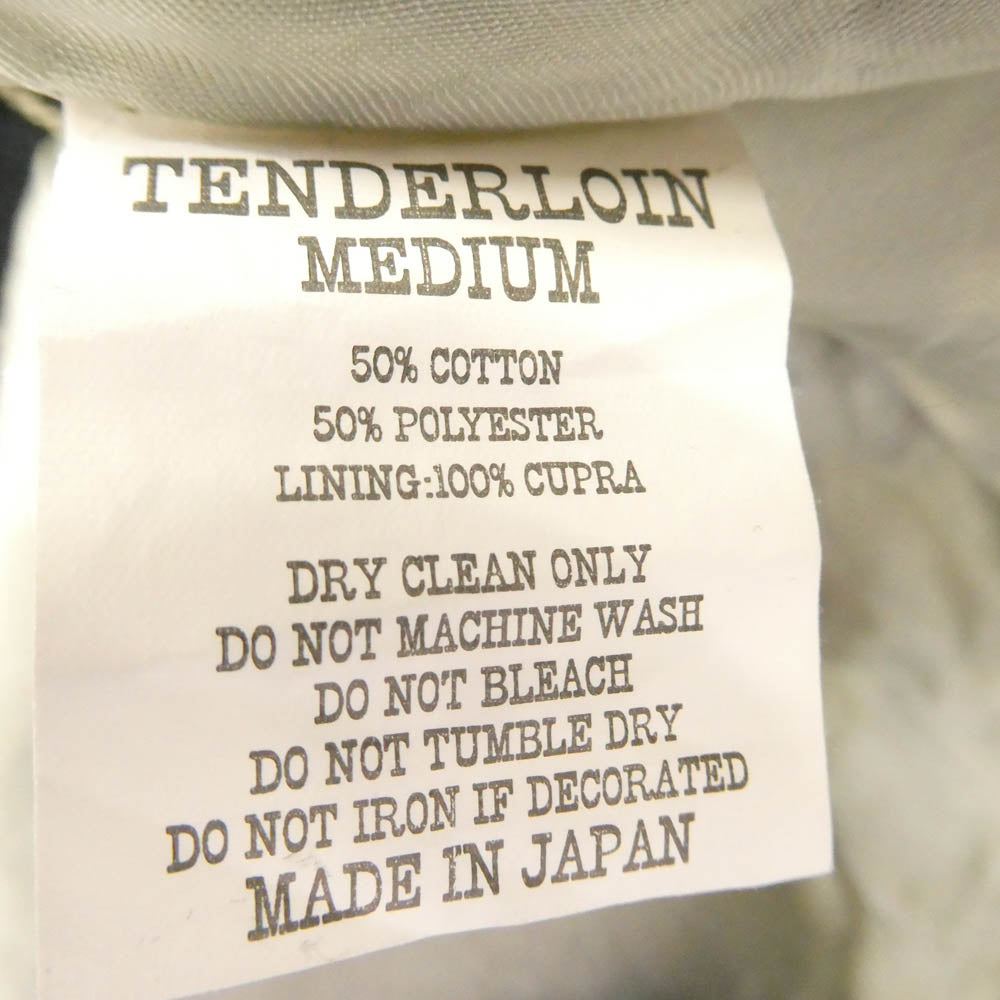 TENDERLOIN
MEDIUM
50% COTTON
50% POLYESTER
LINING:100% CUPRA
DRY CLEAN ONLY
DO NOT MACHINE WASH
DO NOT BLEACH
DO NOT TUMBLE DRY
DO NOT IRON IF DECORATED
MADE IN JAPAN